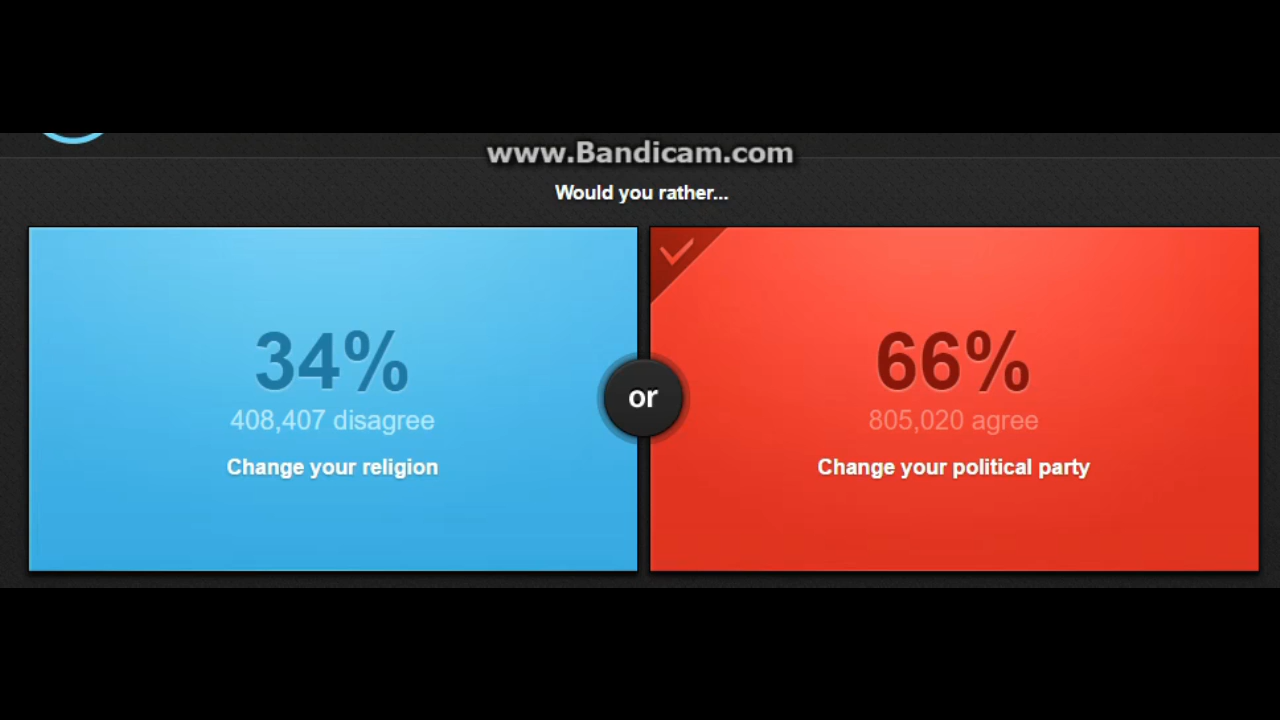 www.Bandicam.com
Would you rather...
34%
408,407 disagree
Change your religion
or
66%
805,020 agree
Change your political party